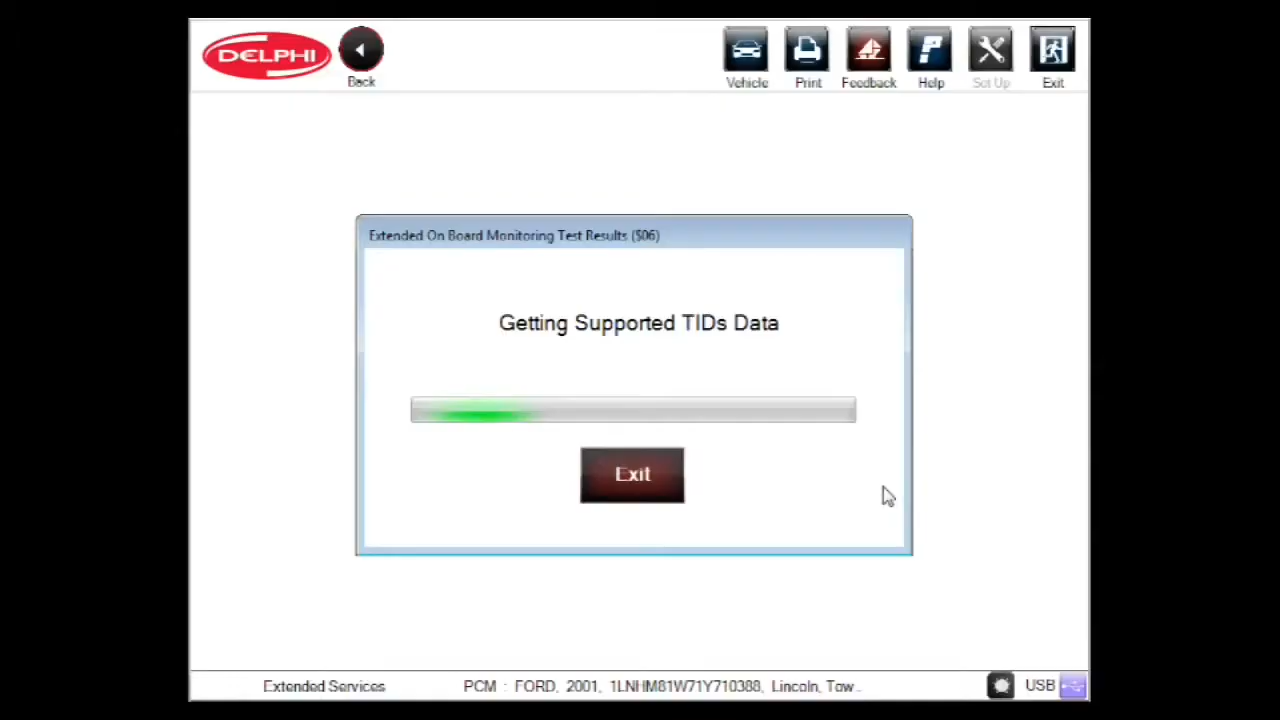 DELPHI
Back
Vehicle
Print
Feedback
Help
Set Up
Exit
Extended On Board Monitoring Test Results ($06)
Getting Supported TIDs Data
Exit
Extended Services
PCM : FORD, 2001, 1LNHM81W71Y710388, Lincoln, Tow...
USB